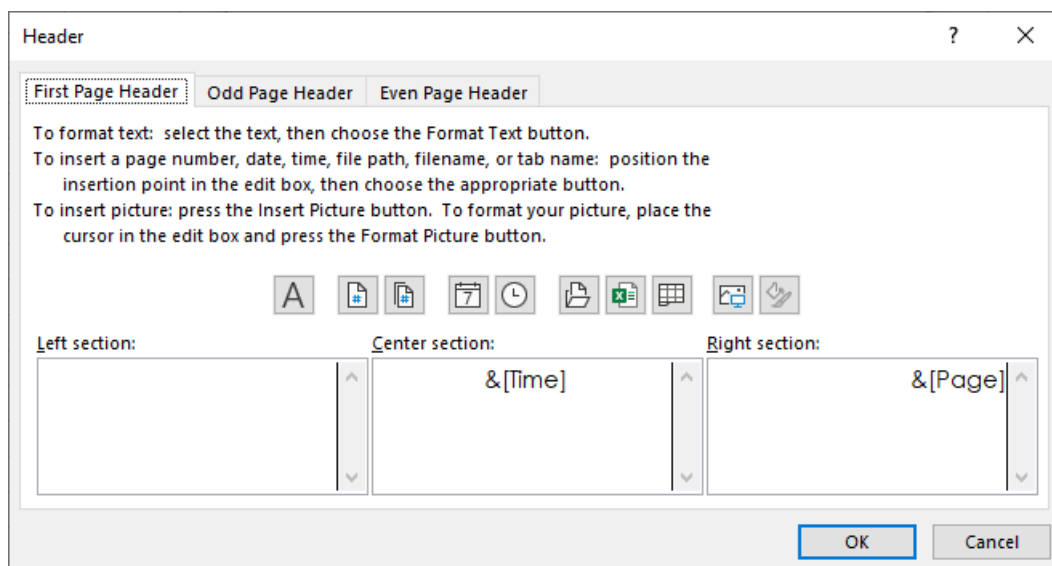 Header
?
First Page Header Odd Page Header Even Page Header
To format text: select the text, then choose the Format Text button.
To insert a page number, date, time, file path, filename, or tab name: position the
insertion point in the edit box, then choose the appropriate button.
To insert picture: press the Insert Picture button. To format your picture, place the
cursor in the edit box and press the Format Picture button.
A # # 7
Left section: Center section: Right section:
&[Time] &[Page]
OK Cancel